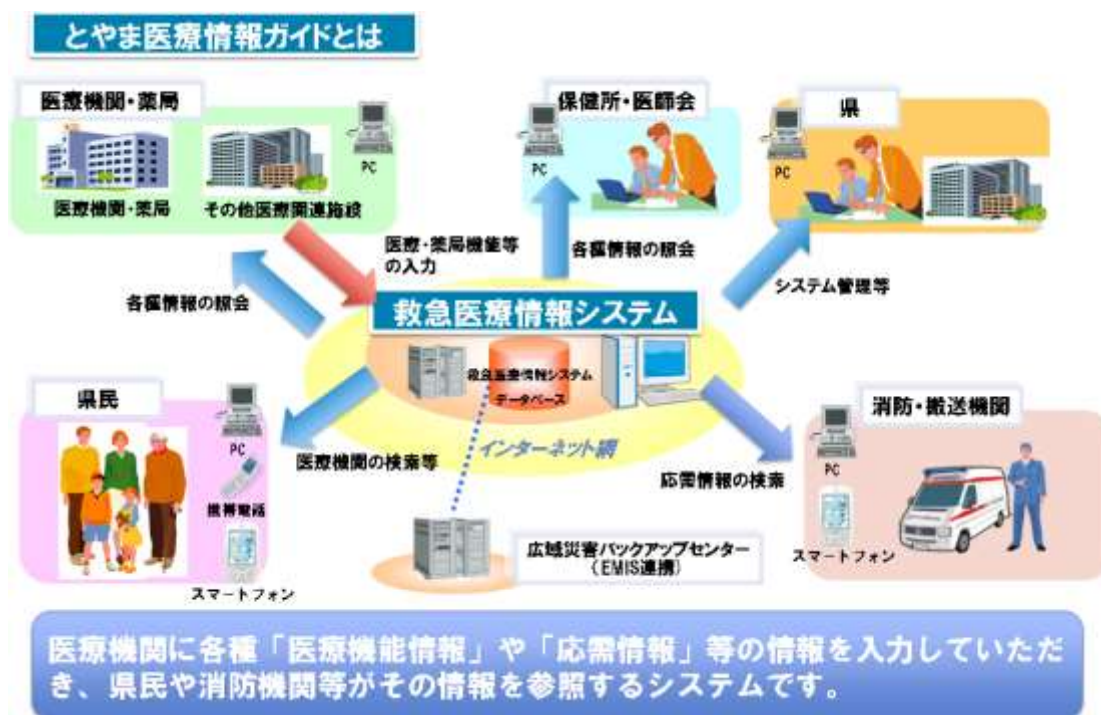 とやま医療情報ガイドとは
医療機関・薬局
PC
医療機関・薬局
その他医療関連施設
保健所・医師会
PC
県
PC
医療・薬局機能等
の入力
各種情報の照会
各種情報の照会
システム管理等
救急医療情報システム
救急医療情報システム
データベース
インターネット網
県民
PC
携帯電話
スマートフォン
医療機関の検索等
応需情報の検索
消防・搬送機関
PC
スマートフォン
広域災害バックアップセンター
(EMIS連携)
医療機関に各種「医療機能情報」や「応需情報」等の情報を入力していただ
き、県民や消防機関等がその情報を参照するシステムです。